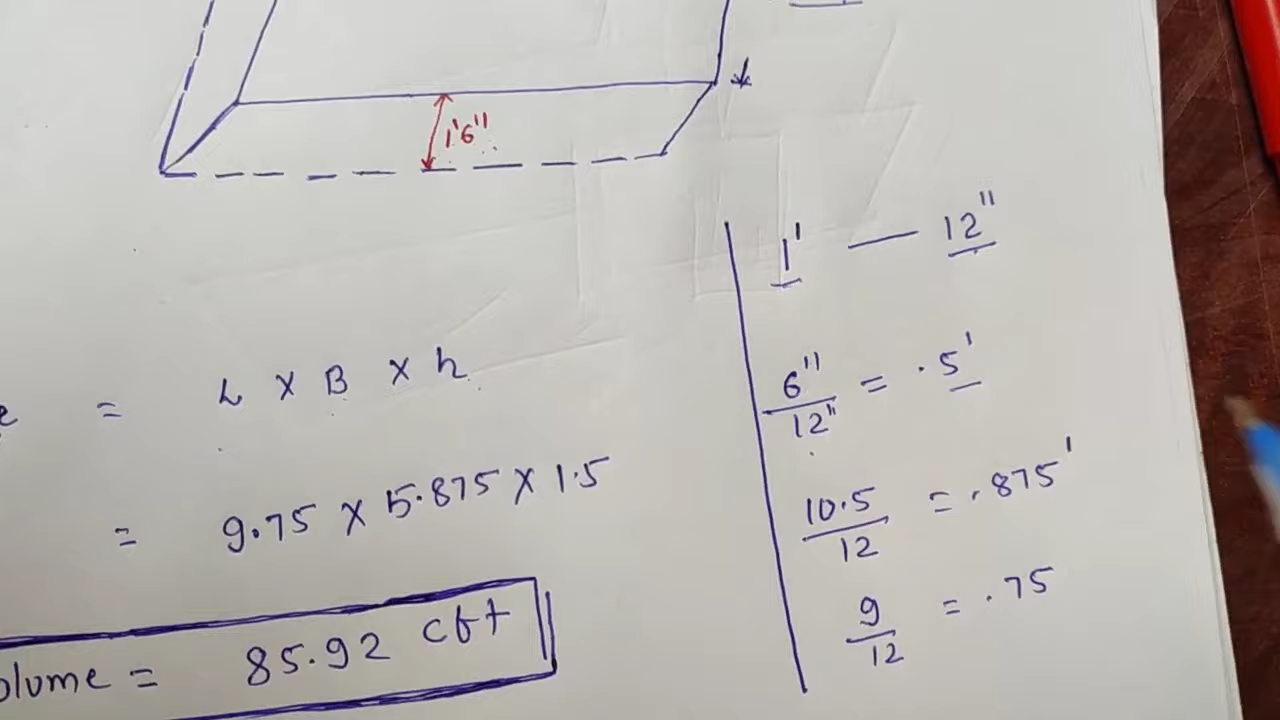 1'6"
= L X B X h
= 9.75 X 5.875 X 1.5
olume = 85.92 cft
1' — 12"
6"/12" = .5'
10.5/12 = .875'
9/12 = .75